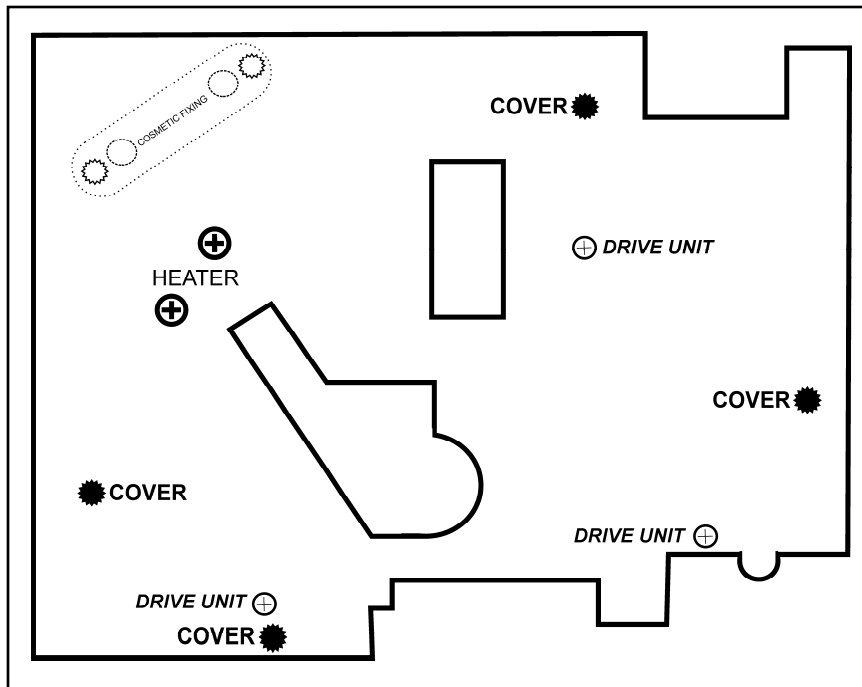 COSMETIC FIXING
COVER
DRIVE UNIT
HEATER
COVER
COVER
DRIVE UNIT
DRIVE UNIT
COVER